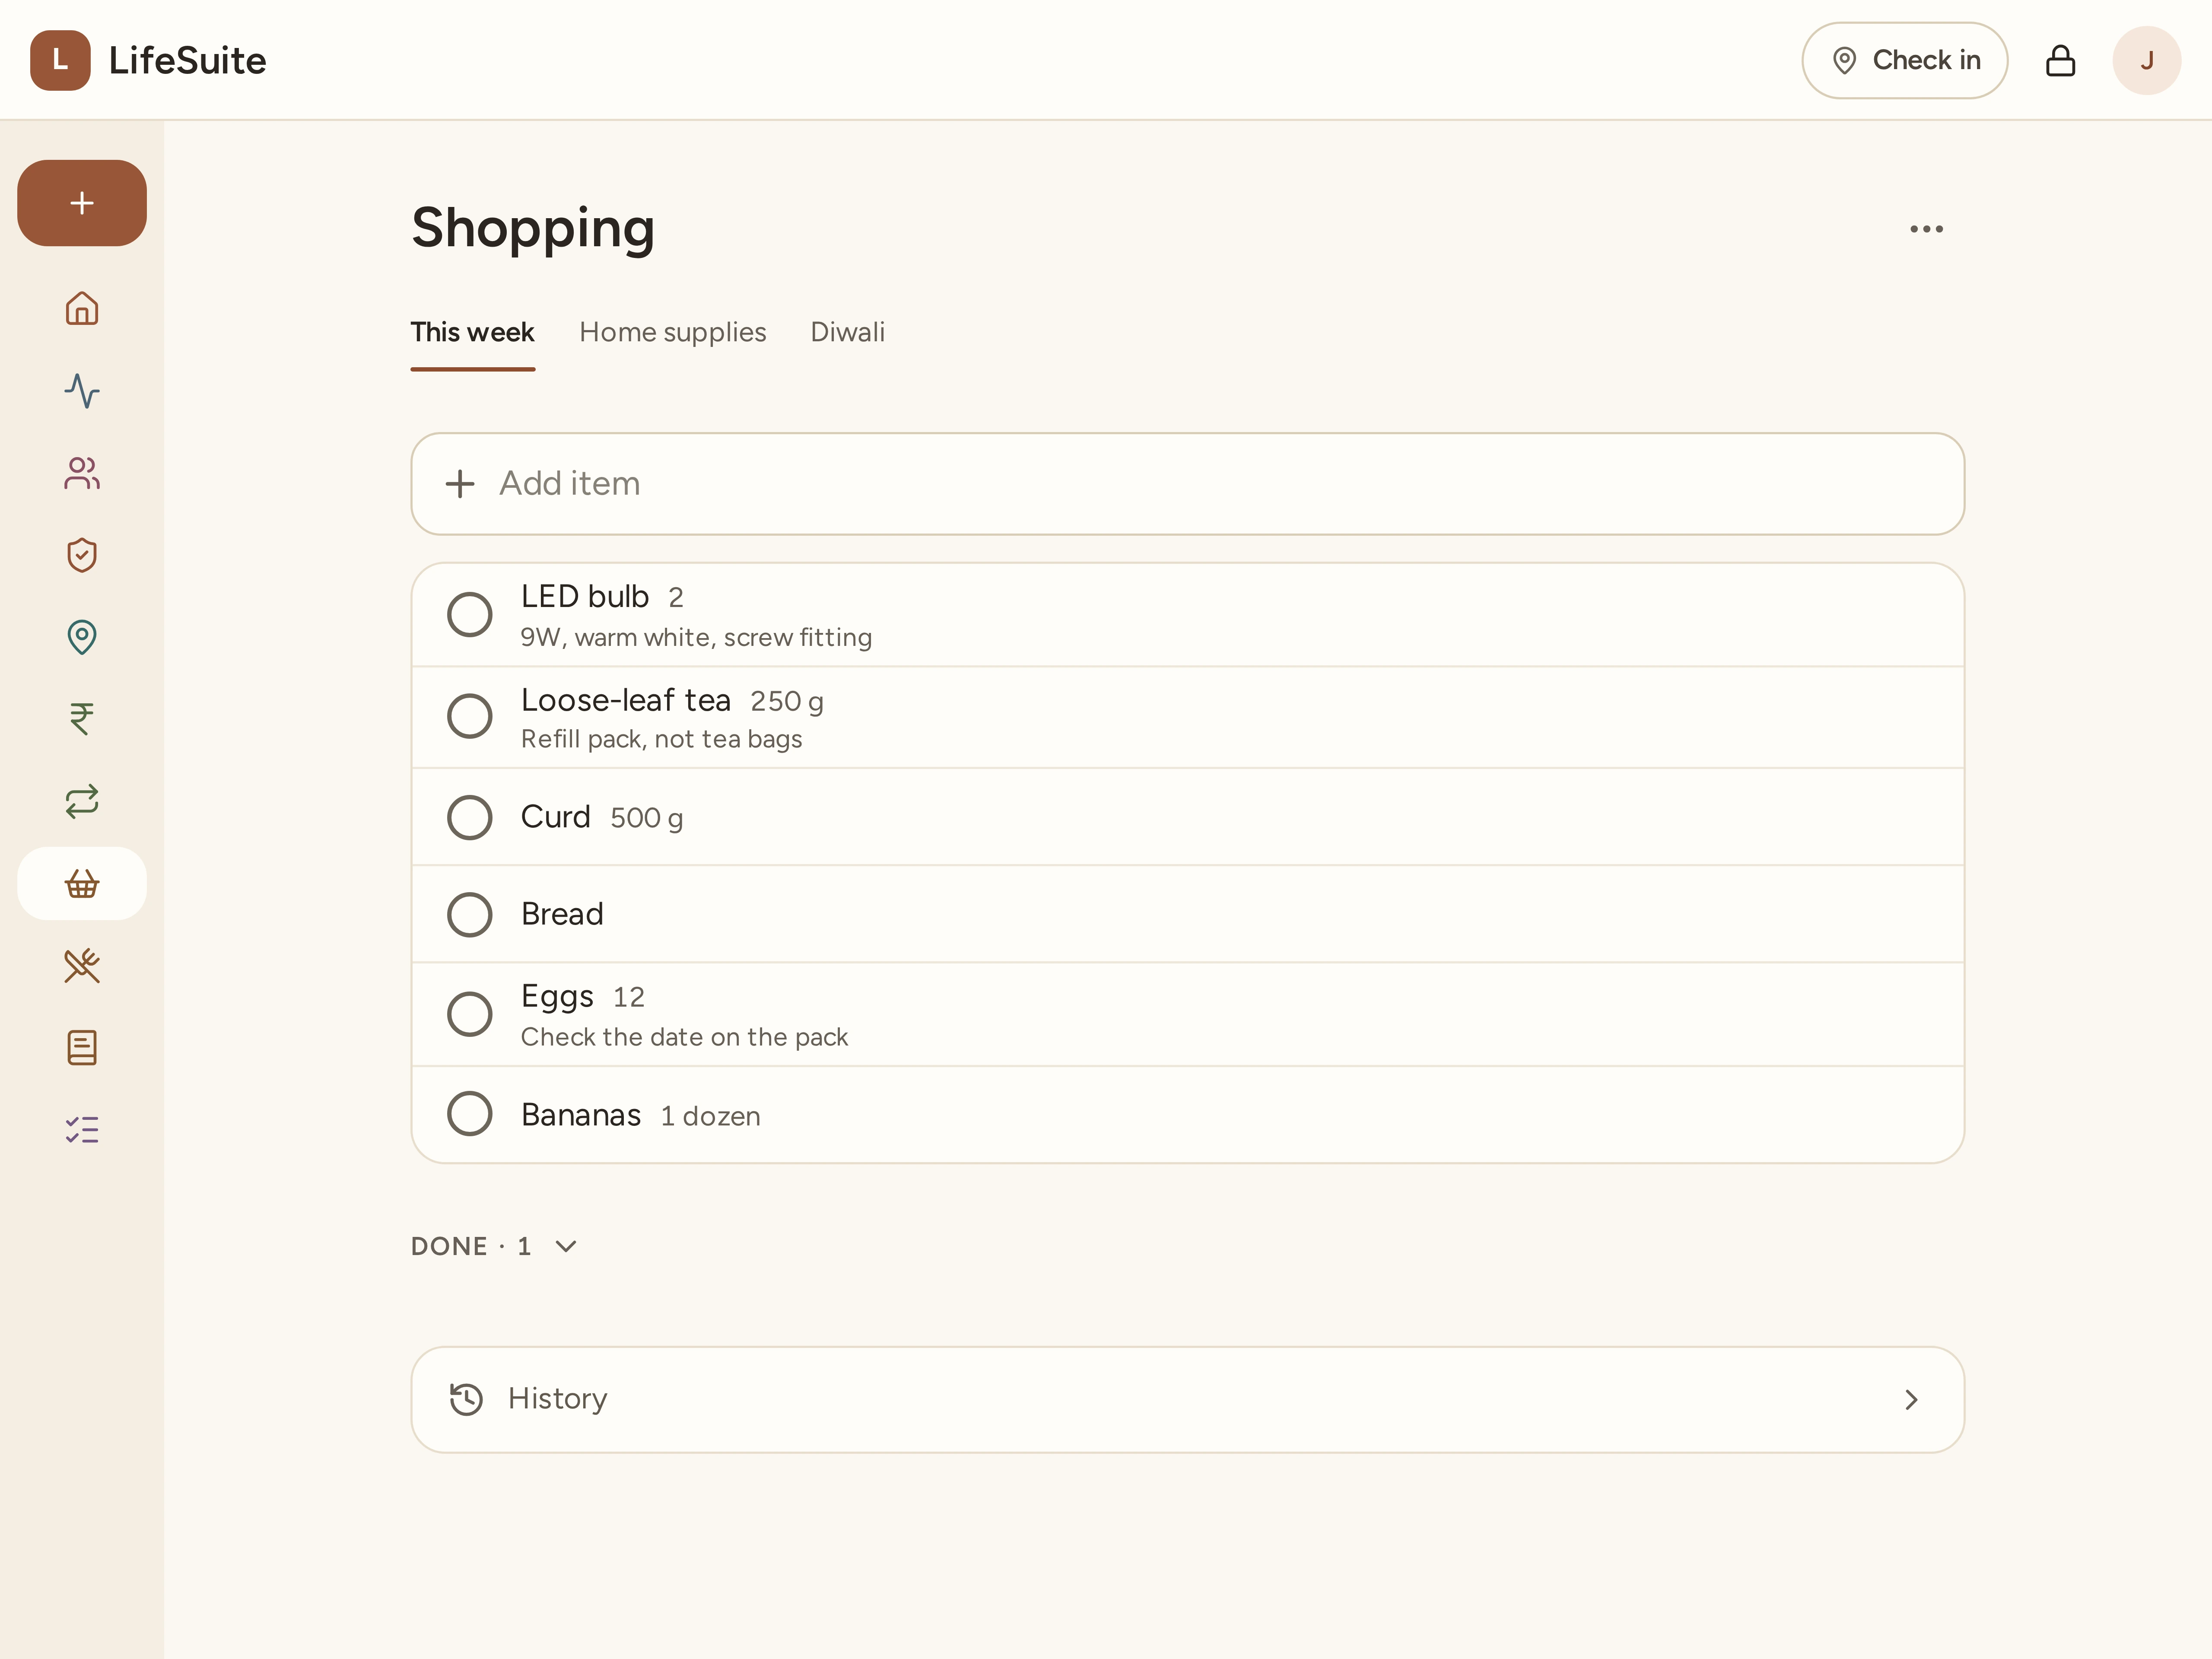 L LifeSuite
Check in
J
Shopping
This week Home supplies Diwali
Add item
LED bulb 2
9W, warm white, screw fitting
Loose-leaf tea 250 g
Refill pack, not tea bags
Curd 500 g
Bread
Eggs 12
Check the date on the pack
Bananas 1 dozen
DONE · 1
History